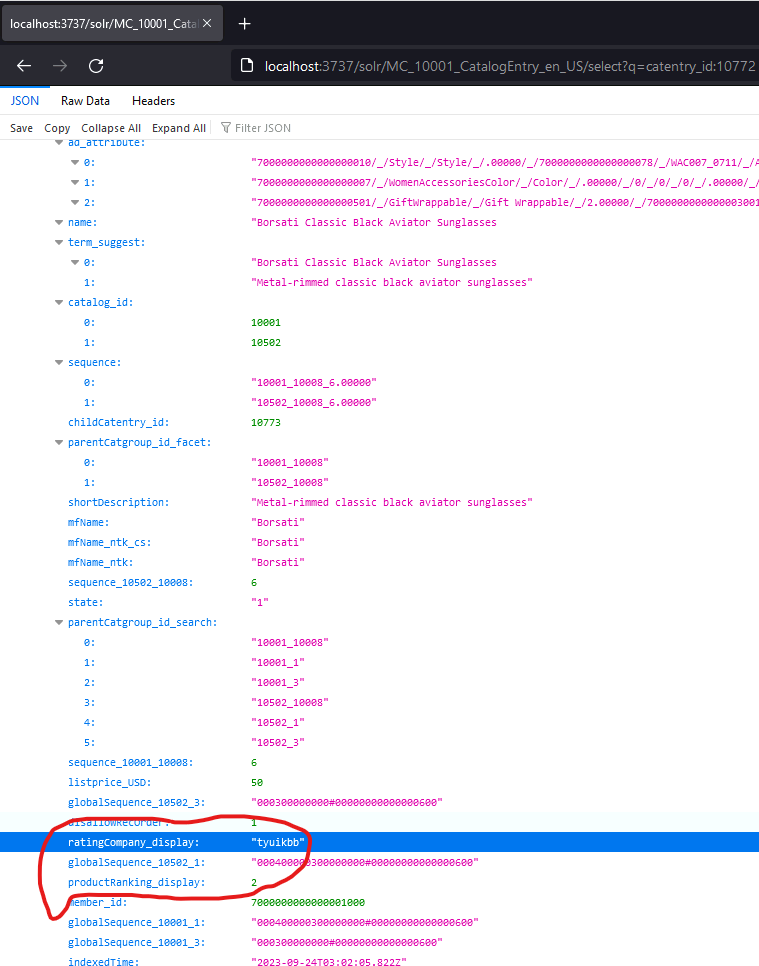 localhost:3737/solr/MC_10001_Cata
localhost:3737/solr/MC_10001_CatalogEntry_en_US/select?q=catentry_id:10772
JSON Raw Data Headers
Save Copy Collapse All Expand All Filter JSON
ad_attribute:
0: "7000000000000000010/_/Style/_/Style/_/.00000/_/7000000000000000078/_/WAC007_0711/_/A
1: "7000000000000000007/_/WomenAccessoriesColor/_/Color/_/.00000/_/0/_/0/_/0/_/.00000/_/
2: "7000000000000000501/_/GiftWrappable/_/Gift Wrappable/_/2.00000/_/7000000000000003001
name: "Borsati Classic Black Aviator Sunglasses
term_suggest:
0: "Borsati Classic Black Aviator Sunglasses
1: "Metal-rimmed classic black aviator sunglasses"
catalog_id:
0: 10001
1: 10502
sequence:
0: "10001_10008_6.00000"
1: "10502_10008_6.00000"
childCatentry_id: 10773
parentCatgroup_id_facet:
0: "10001_10008"
1: "10502_10008"
shortDescription: "Metal-rimmed classic black aviator sunglasses"
mfName: "Borsati"
mfName_ntk_cs: "Borsati"
mfName_ntk: "Borsati"
sequence_10502_10008: 6
state: "1"
parentCatgroup_id_search:
0: "10001_10008"
1: "10001_1"
2: "10001_3"
3: "10502_10008"
4: "10502_1"
5: "10502_3"
sequence_10001_10008: 6
listprice_USD: 50
globalSequence_10502_3: "000300000000#00000000000000600"
disallowRecOrder: 1
ratingCompany_display: "tyuikbb"
globalSequence_10502_1: "000400000300000000#00000000000000600"
productRanking_display: 2
member_id: 7000000000000001000
globalSequence_10001_1: "000400000300000000#00000000000000600"
globalSequence_10001_3: "000300000000#00000000000000600"
indexedTime: "2023-09-24T03:02:05.822Z"